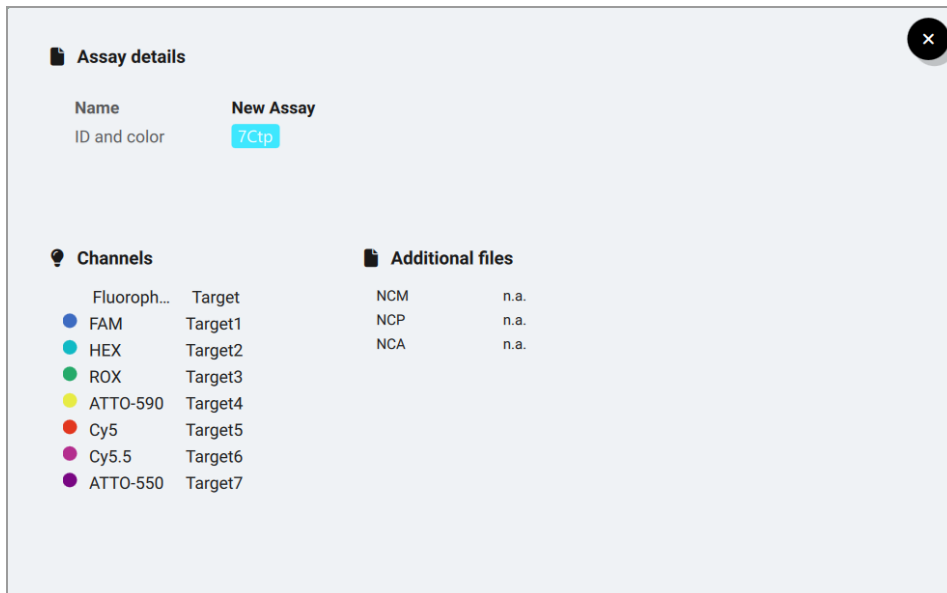 Assay details
Name New Assay
ID and color 7Ctp
Channels
Fluoroph... Target
FAM Target1
HEX Target2
ROX Target3
ATTO-590 Target4
Cy5 Target5
Cy5.5 Target6
ATTO-550 Target7
Additional files
NCM n.a.
NCP n.a.
NCA n.a.